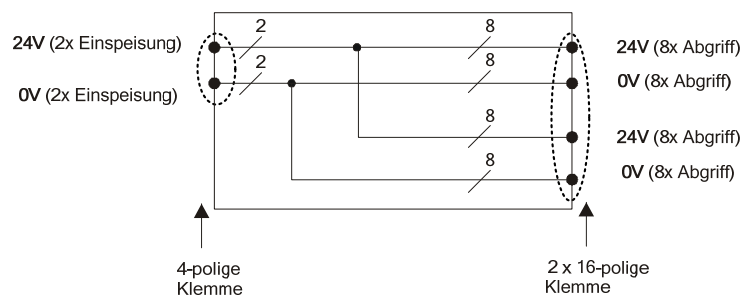 2
8
24V (2x Einspeisung)
24V (8x Abgriff)
2
8
0V (2x Einspeisung)
0V (8x Abgriff)
8
24V (8x Abgriff)
8
0V (8x Abgriff)
4-polige
Klemme
2 x 16-polige
Klemme